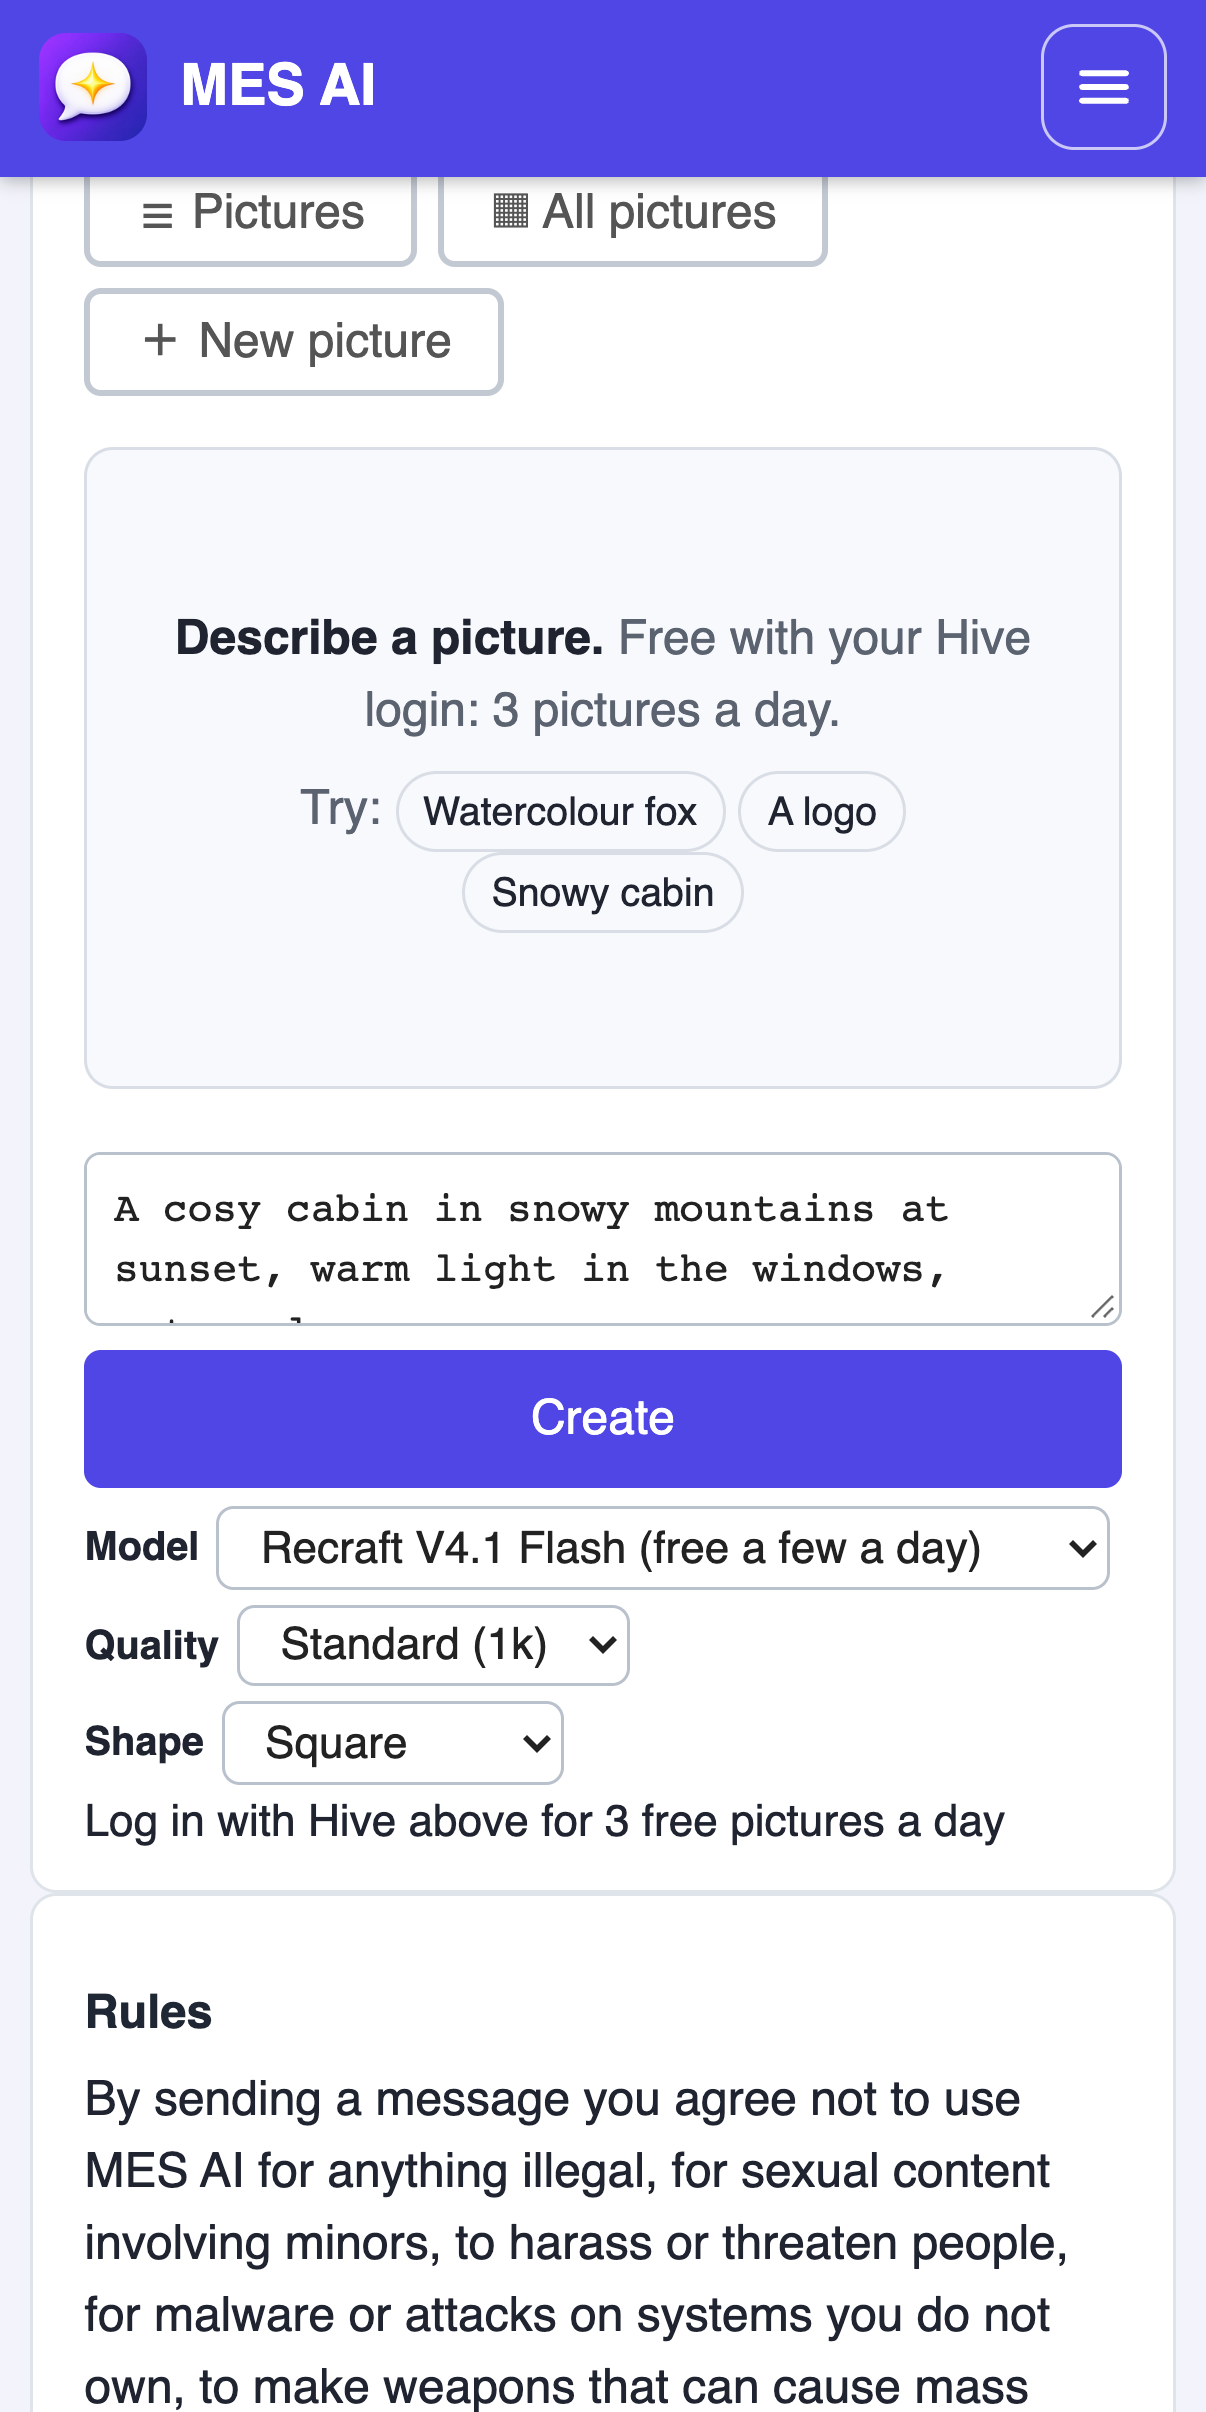 MES AI
≡ Pictures
▦ All pictures
+ New picture
Describe a picture. Free with your Hive
login: 3 pictures a day.
Try: Watercolour fox A logo
Snowy cabin
A cosy cabin in snowy mountains at
sunset, warm light in the windows,
Create
Model Recraft V4.1 Flash (free a few a day)
Quality Standard (1k)
Shape Square
Log in with Hive above for 3 free pictures a day
Rules
By sending a message you agree not to use
MES AI for anything illegal, for sexual content
involving minors, to harass or threaten people,
for malware or attacks on systems you do not
own, to make weapons that can cause mass